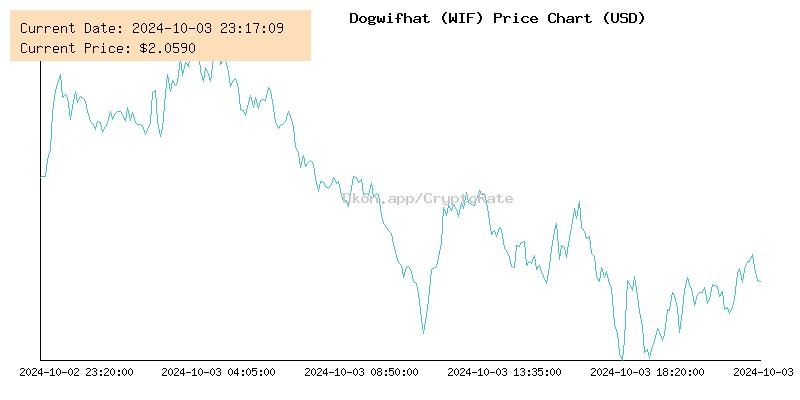 Dogwifhat (WIF) Price Chart (USD)
Current Date: 2024-10-03 23:17:09
Current Price: $2.0590
Dkon.app/CryptoRate
2024-10-02 23:20:00 2024-10-03 04:05:00 2024-10-03 08:50:00 2024-10-03 13:35:00 2024-10-03 18:20:00 2024-10-03